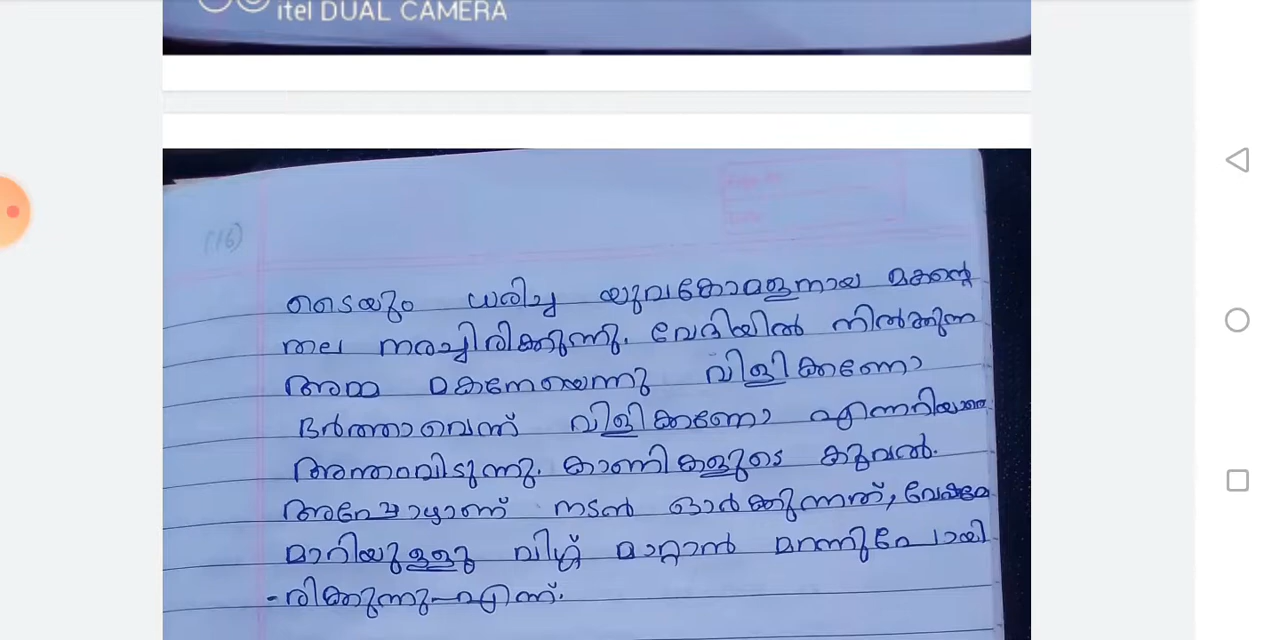 itel DUAL CAMERA
(16)
ടൈയും ധരിച്ച യുവകോമളനായ മകന്റെ
തല നരച്ചിരിക്കുന്നു. വേദിയിൽ നിൽക്കുന്ന
അമ്മ മകനേയെന്നു വിളിക്കണോ
ഭർത്താവെന്ന് വിളിക്കണോ എന്നറിയാതെ
അന്തംവിടുന്നു. കാണികളുടെ കൂവൽ.
അപ്പോഴാണ് നടൻ ഓർക്കുന്നത്, വേഷമേ
മാറിയുള്ളു വിഗ്ഗ് മാറ്റാൻ മറന്നുപോയി
-രിക്കുന്നു എന്ന്.